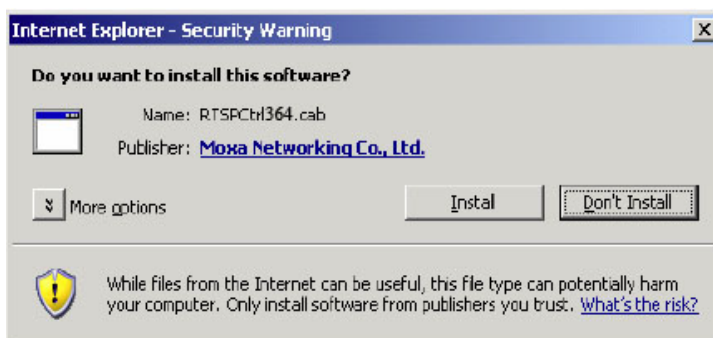 Internet Explorer - Security Warning
Do you want to install this software?
Name: RTSPCtrl364.cab
Publisher: Moxa Networking Co., Ltd.
More options
Install
Don't Install
While files from the Internet can be useful, this file type can potentially harm
your computer. Only install software from publishers you trust. What's the risk?